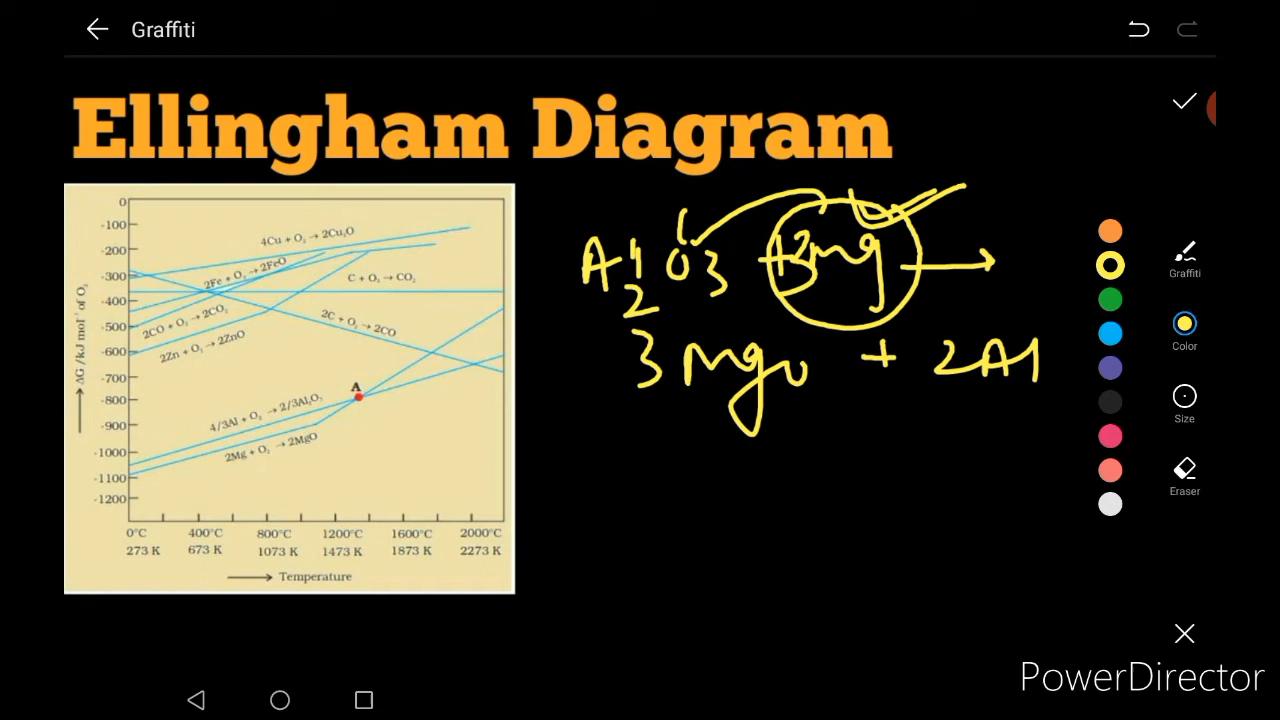 Graffiti
Ellingham Diagram
0
-100
-200
-300
-400
-500
-600
-700
-800
-900
-1000
-1100
-1200
ΔG⁻/kJ mol⁻¹ of O₂
4Cu + O₂ → 2Cu₂O
2Fe + O₂ → 2FeO
C + O₂ → CO₂
2CO + O₂ → 2CO₂
2C + O₂ → 2CO
2Zn + O₂ → 2ZnO
A
4/3Al + O₂ → 2/3Al₂O₃
2Mg + O₂ → 2MgO
0°C 400°C 800°C 1200°C 1600°C 2000°C
273 K 673 K 1073 K 1473 K 1873 K 2273 K
→ Temperature
Al₂O3 + 3mg →
3 Mgo + 2Al
Graffiti
Color
Size
Eraser
PowerDirector